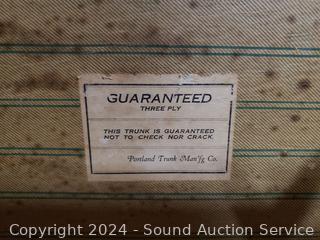 GUARANTEED
THREE PLY
THIS TRUNK IS GUARANTEED
NOT TO CHECK NOR CRACK
Portland Trunk Man'f'g Co.
Copyright 2024 - Sound Auction Service